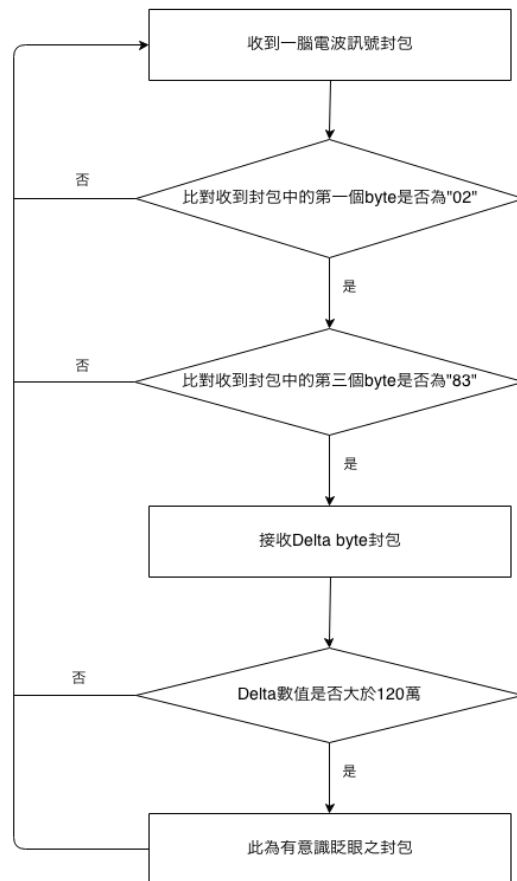 收到一腦電波訊號封包
否
比對收到封包中的第一個byte是否為"02"
是
否
比對收到封包中的第三個byte是否為"83"
是
接收Delta byte封包
否
Delta數值是否大於120萬
是
此為有意識眨眼之封包